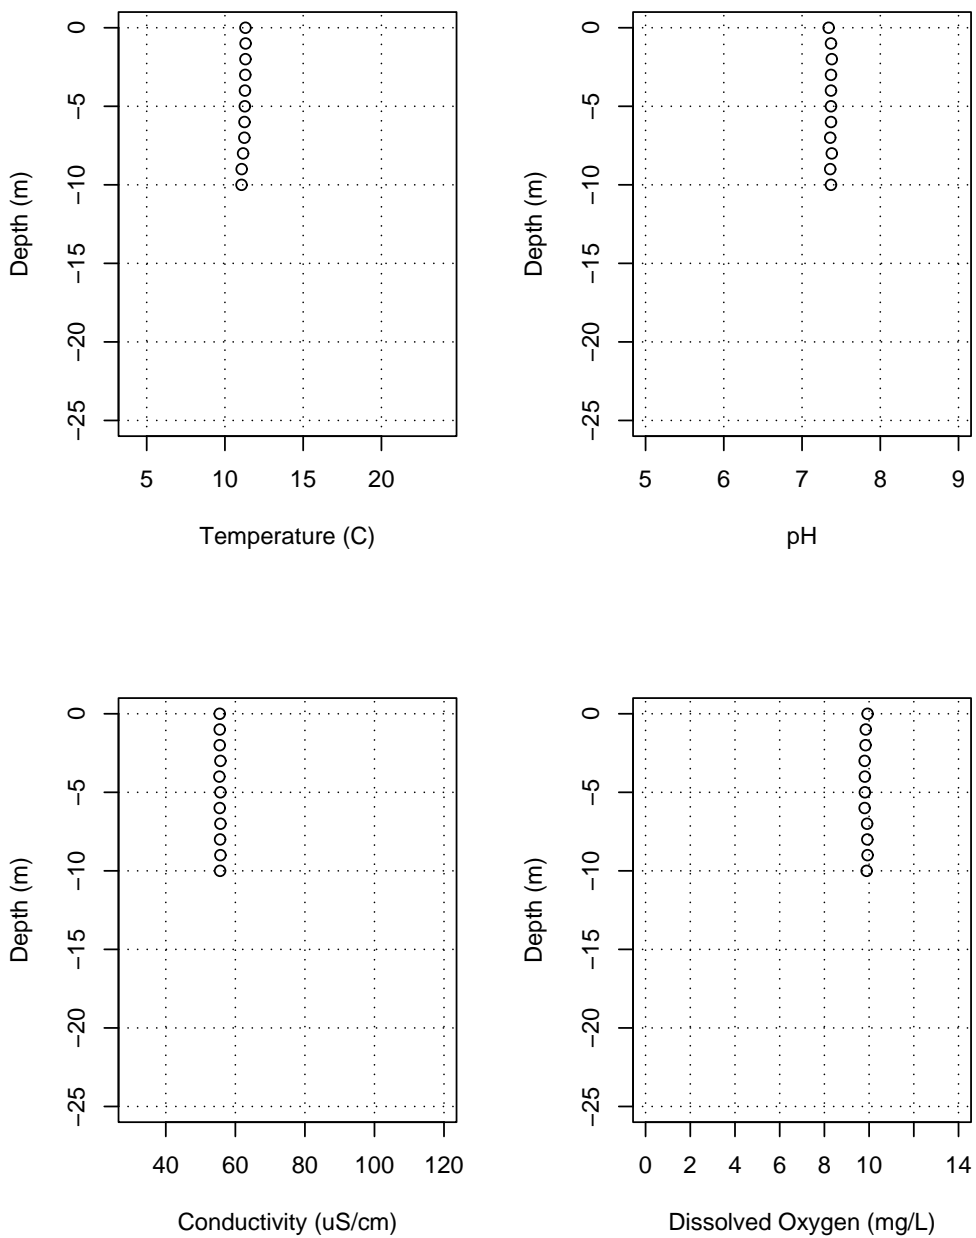 0
−5
−10
−15
−20
−25
Depth (m)
5 10 15 20
Temperature (C)
0
−5
−10
−15
−20
−25
Depth (m)
5 6 7 8 9
pH
0
−5
−10
−15
−20
−25
Depth (m)
40 60 80 100 120
Conductivity (uS/cm)
0
−5
−10
−15
−20
−25
Depth (m)
0 2 4 6 8 10 14
Dissolved Oxygen (mg/L)